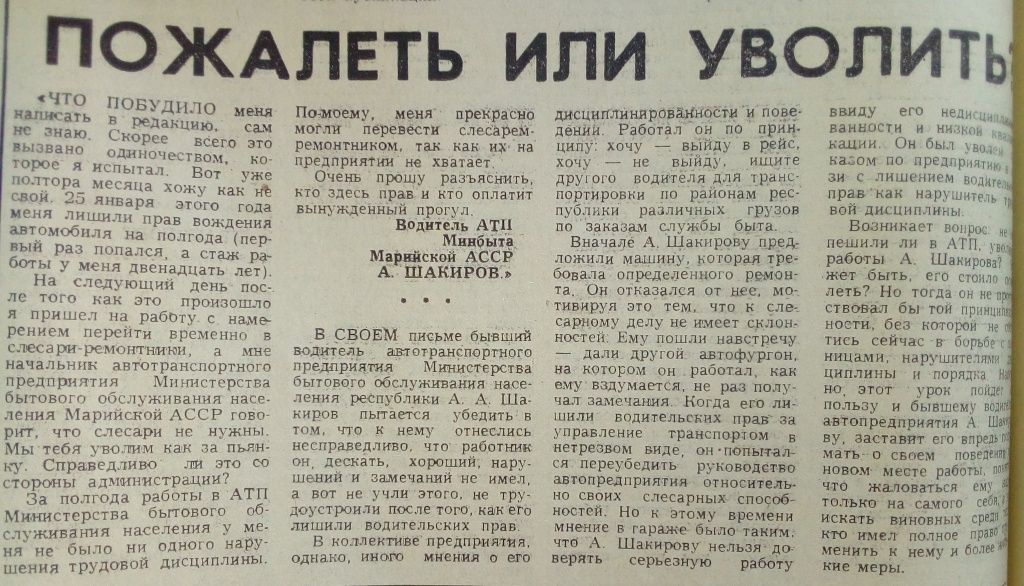 ПОЖАЛЕТЬ ИЛИ УВОЛИТЬ?
«ЧТО ПОБУДИЛО меня
написать в редакцию, сам
не знаю. Скорее всего это
вызвано одиночеством, ко-
торое я испытал. Вот уже
полтора месяца хожу как не
свой. 25 января этого года
меня лишили прав вождения
автомобиля на полгода (пер-
вый раз попался, а стаж ра-
боты у меня двенадцать лет).
На следующий день пос-
ле того как это произошло
я пришел на работу с наме-
рением перейти временно в
слесари-ремонтники, а мне
начальник автотранспортного
предприятия Министерства
бытового обслуживания насе-
ления Марийской АССР гово-
рит, что слесари не нужны.
Мы тебя уволим как за пьян-
ку. Справедливо ли это со
стороны администрации?
За полгода работы в АТП
Министерства бытового об-
служивания населения у ме-
ня не было ни одного нару-
шения трудовой дисциплины.
По-моему, меня прекрасно
могли перевести слесарем-
ремонтником, так как их на
предприятии не хватает.
Очень прошу разъяснить,
кто здесь прав и кто оплатит
вынужденный прогул.
Водитель АТП
Минбыта
Марийской АССР
А. ШАКИРОВ.»
• • •
В СВОЕМ письме бывший
водитель автотранспортного
предприятия Министерства
бытового обслуживания насе-
ления республики А. А. Ша-
киров пытается убедить в
том, что к нему отнеслись
несправедливо, что работник
он, дескать, хороший, нару-
шений и замечаний не имел,
а вот не учли этого, не тру-
доустроили после того, как его
лишили водительских прав.
В коллективе предприятия,
однако, иного мнения о его
дисциплинированности и пове-
дении. Работал он по прин-
ципу: хочу — выйду в рейс,
хочу — не выйду, ищите
другого водителя для транс-
портировки по районам рес-
публики различных грузов
по заказам службы быта.
Вначале А. Шакирову пред-
ложили машину, которая тре-
бовала определенного ремон-
та. Он отказался от нее, мо-
тивируя это тем, что к сле-
сарному делу не имеет склон-
ностей. Ему пошли навстречу
— дали другой автофургон,
на котором он работал, как
ему вздумается, не раз полу-
чал замечания. Когда его ли-
шили водительских прав за
управление транспортом в
нетрезвом виде, он попытал-
ся переубедить руководство
автопредприятия относитель-
но своих слесарных способ-
ностей. Но к этому времени
мнение в гараже было таким:
что А. Шакирову нельзя до-
верять серьезную работу
ввиду его недисципли
ванности и низкой ква
кации. Он был уволен
казом по предприятию в
зи с лишением водитель
прав как нарушитель тр
вой дисциплины.
Возникает вопрос: не
пешили ли в АТП, уво
работы А. Шакирова?
жет быть, его стоило
леть? Но тогда он не про
ствовал бы той принцип
ности, без которой не
тись сейчас в борьбе с
ницами, нарушителями
циплины и порядка На
но, этот урок пойдет
пользу и бывшему водит
автопредприятия А. Шак
ву, заставит его впредь
мать о своем поведении
новом месте работы, пон
что жаловаться ему
только на самого себя,
искать виновных среди
кто имел полное право
менить к нему и более
кие меры.